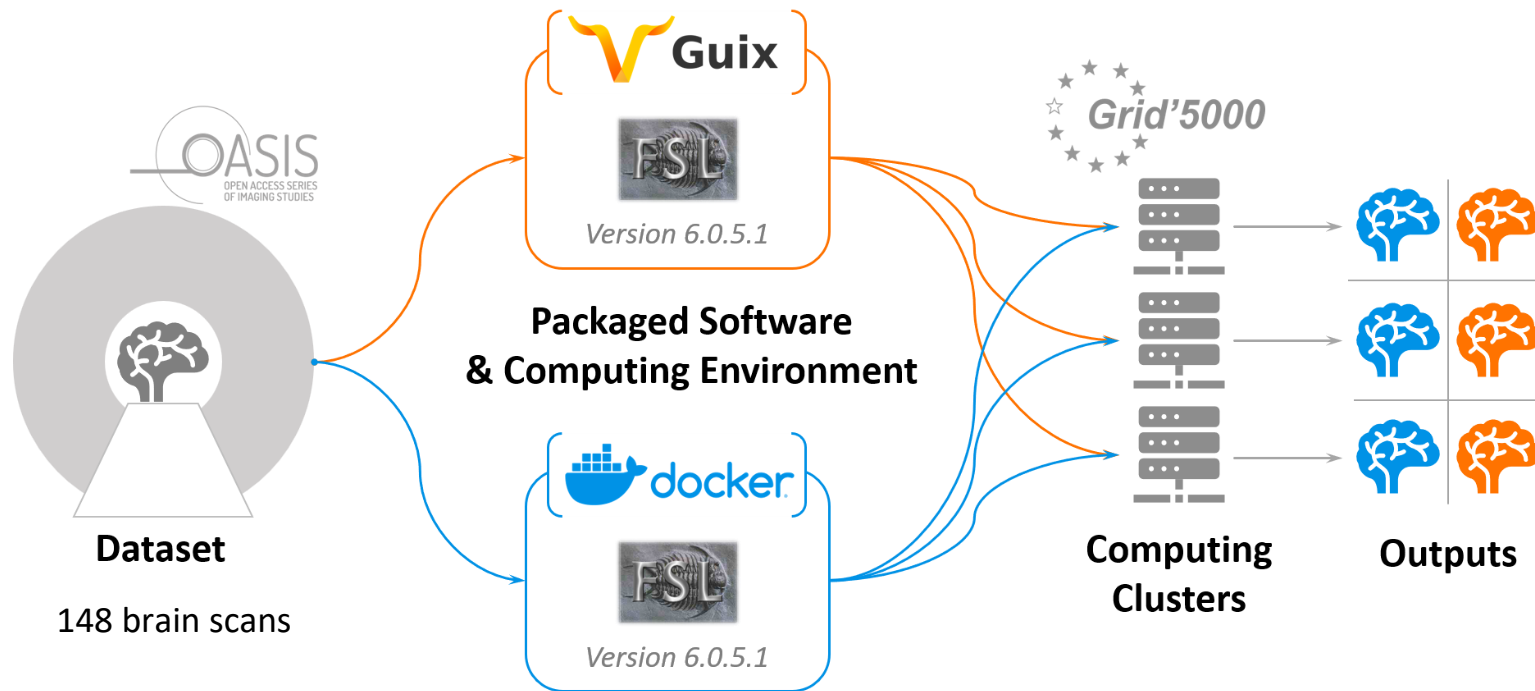 OASIS
OPEN ACCESS SERIES
OF IMAGING STUDIES
Dataset
148 brain scans
Guix
FSL
Version 6.0.5.1
Packaged Software
& Computing Environment
docker
FSL
Version 6.0.5.1
Grid'5000
Computing
Clusters
Outputs